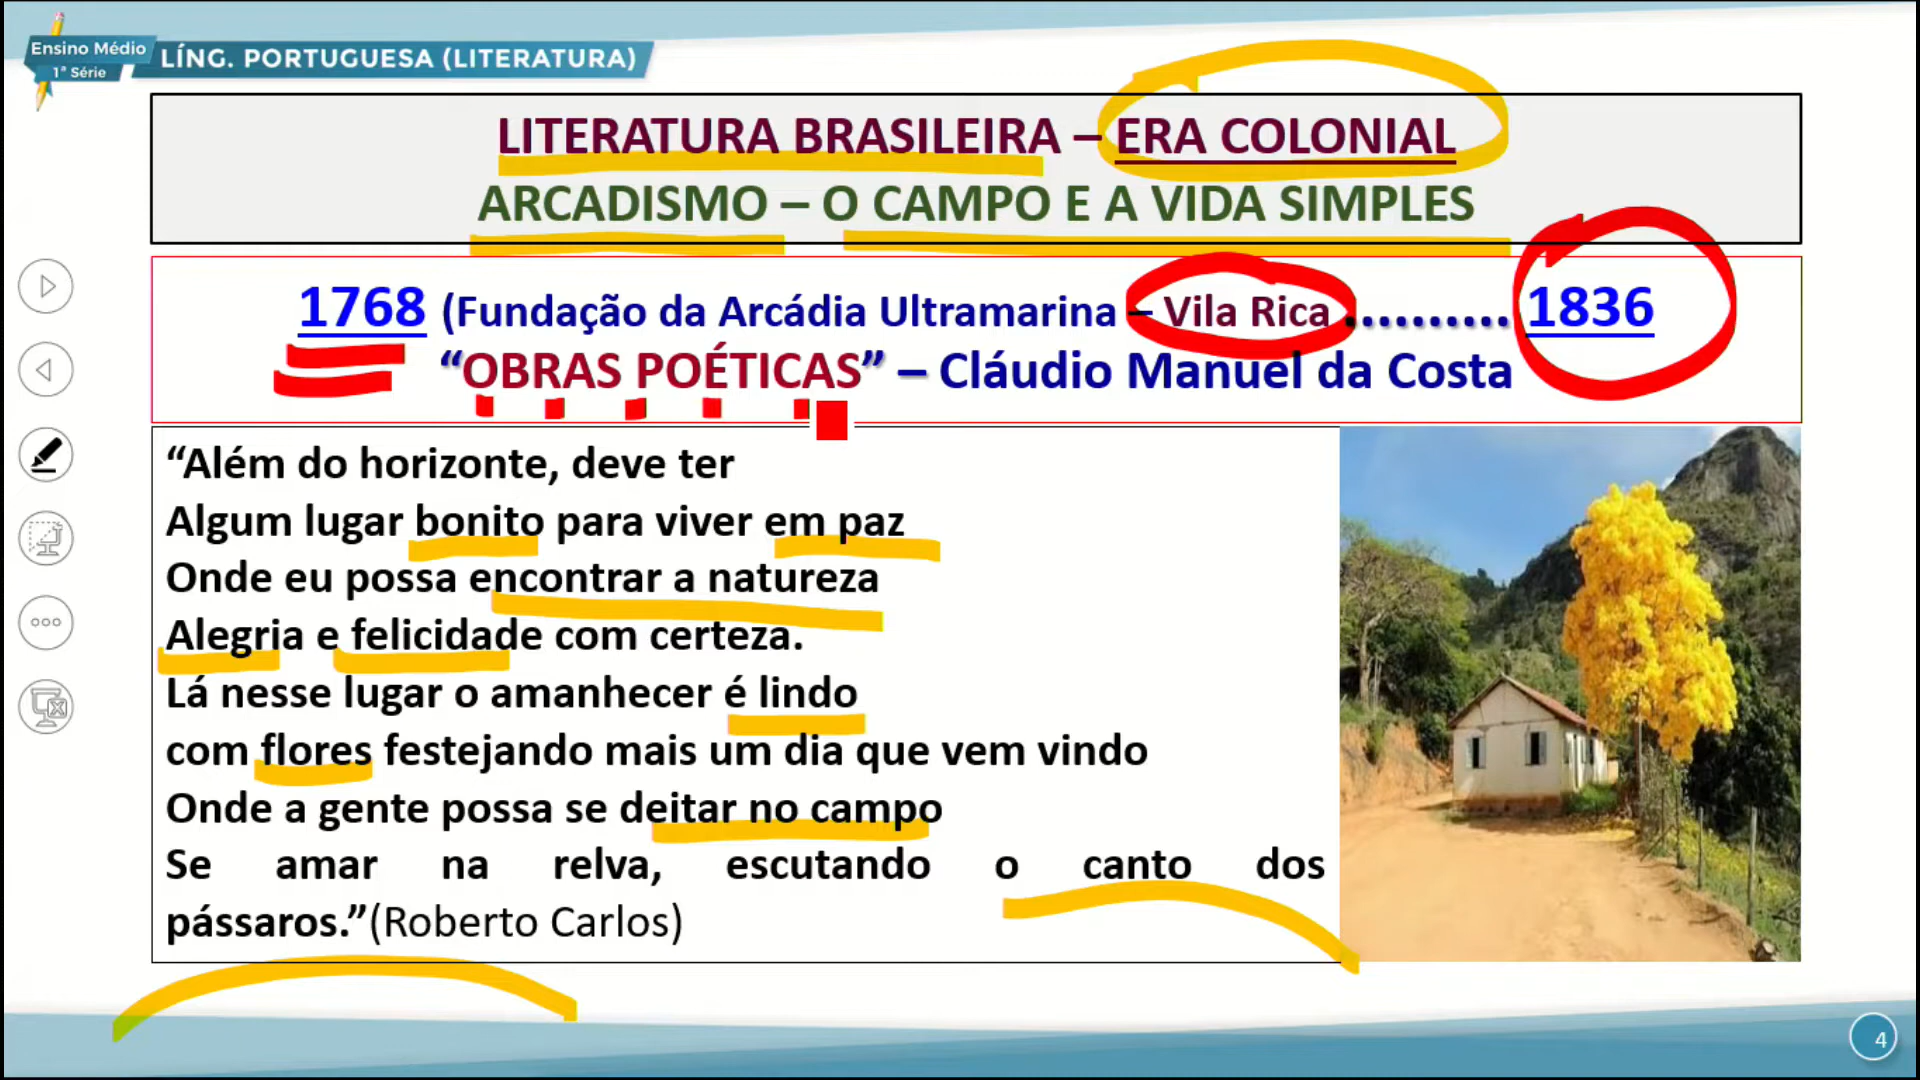 Ensino Médio
1ª Série
LÍNG. PORTUGUESA (LITERATURA)
LITERATURA BRASILEIRA – ERA COLONIAL
ARCADISMO – O CAMPO E A VIDA SIMPLES
1768 (Fundação da Arcádia Ultramarina – Vila Rica.......... 1836
“OBRAS POÉTICAS” – Cláudio Manuel da Costa
“Além do horizonte, deve ter
Algum lugar bonito para viver em paz
Onde eu possa encontrar a natureza
Alegria e felicidade com certeza.
Lá nesse lugar o amanhecer é lindo
com flores festejando mais um dia que vem vindo
Onde a gente possa se deitar no campo
Se amar na relva, escutando o canto dos
pássaros.”(Roberto Carlos)
4